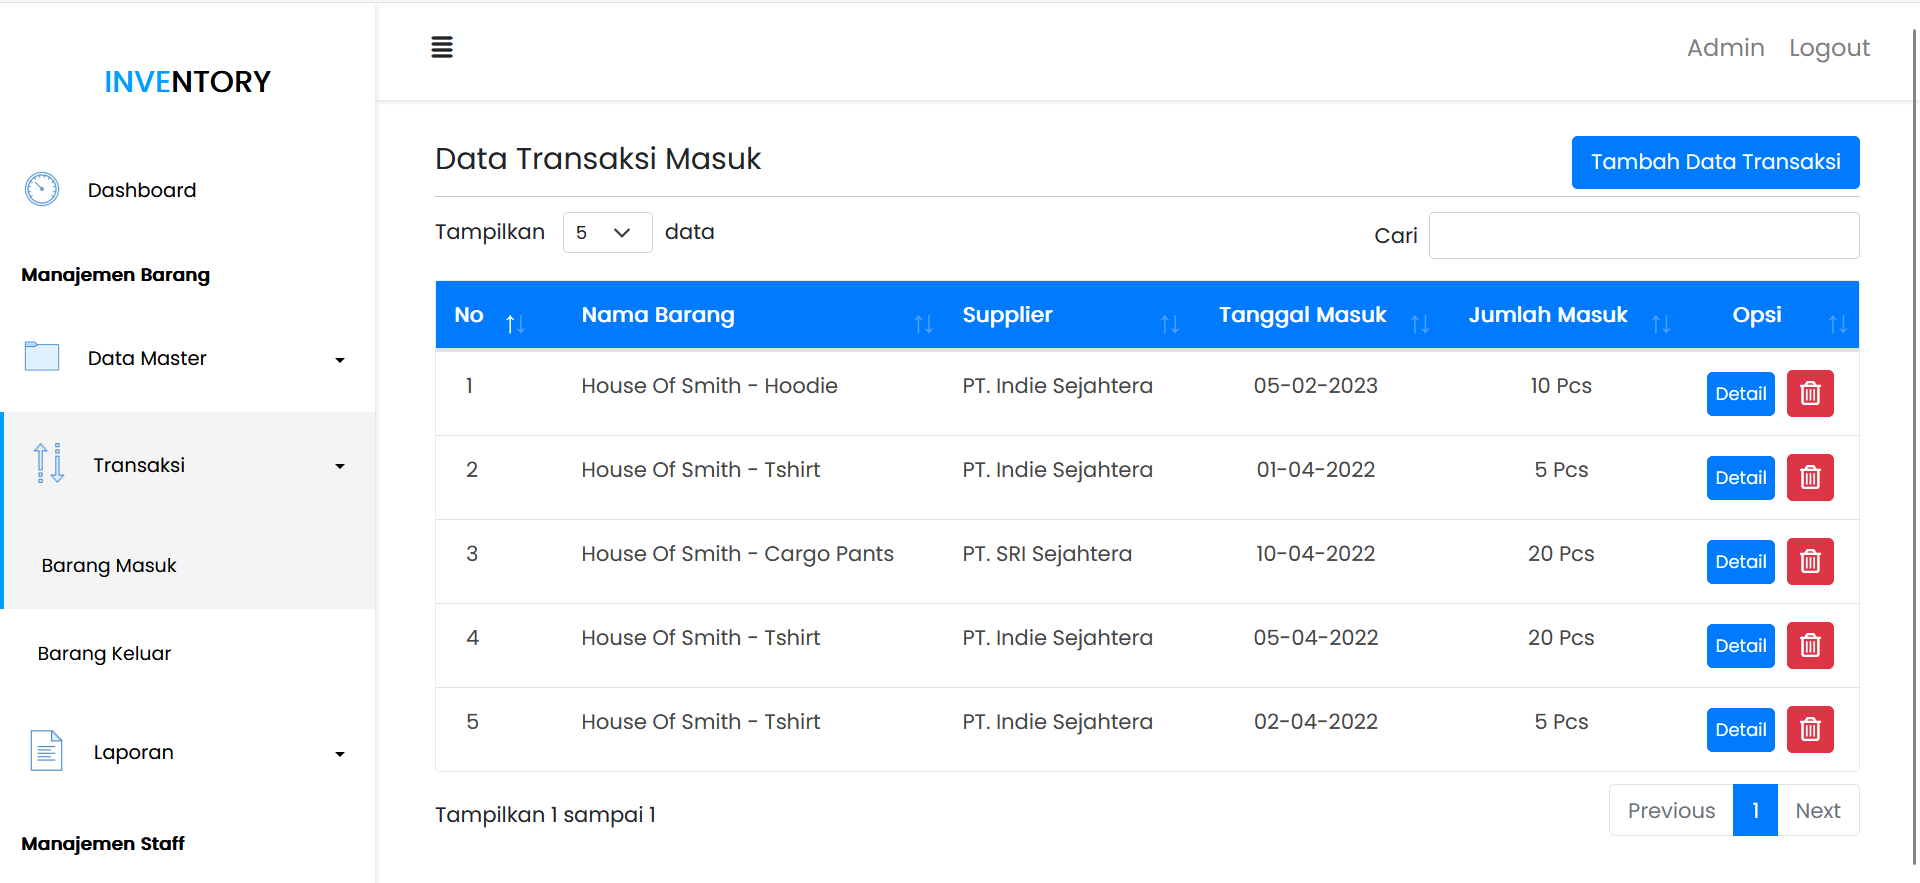 INVENTORY
Dashboard
Manajemen Barang
Data Master
Transaksi
Barang Masuk
Barang Keluar
Laporan
Manajemen Staff
Admin Logout
Data Transaksi Masuk
Tambah Data Transaksi
Tampilkan 5 data
Cari
No Nama Barang Supplier Tanggal Masuk Jumlah Masuk Opsi
1 House Of Smith - Hoodie PT. Indie Sejahtera 05-02-2023 10 Pcs Detail
2 House Of Smith - Tshirt PT. Indie Sejahtera 01-04-2022 5 Pcs Detail
3 House Of Smith - Cargo Pants PT. SRI Sejahtera 10-04-2022 20 Pcs Detail
4 House Of Smith - Tshirt PT. Indie Sejahtera 05-04-2022 20 Pcs Detail
5 House Of Smith - Tshirt PT. Indie Sejahtera 02-04-2022 5 Pcs Detail
Tampilkan 1 sampai 1
Previous 1 Next